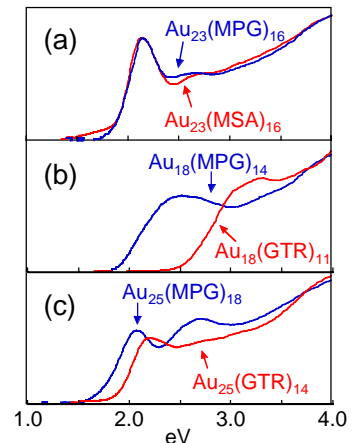 (a)
Au₂₃(MPG)₁₆
Au₂₃(MSA)₁₆
(b)
Au₁₈(MPG)₁₄
Au₁₈(GTR)₁₁
(c)
Au₂₅(MPG)₁₈
Au₂₅(GTR)₁₄
1.0 2.0 3.0 4.0
eV